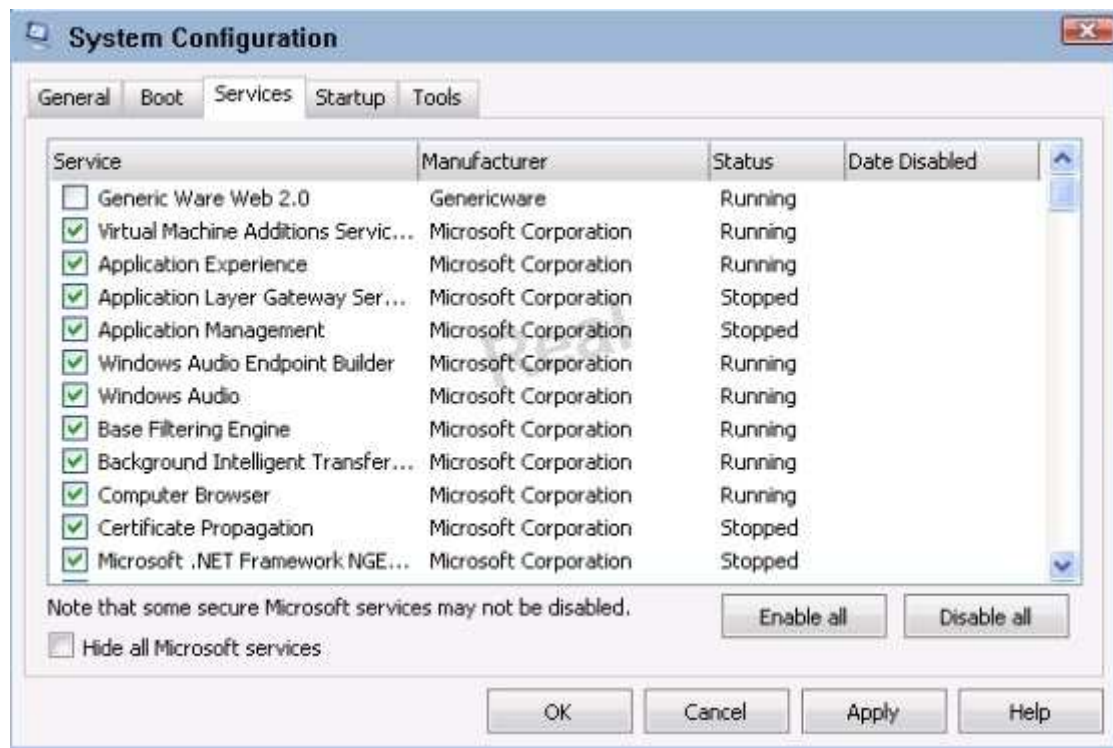 System Configuration
General Boot Services Startup Tools
Service Manufacturer Status Date Disabled
Generic Ware Web 2.0 Genericware Running
Virtual Machine Additions Servic... Microsoft Corporation Running
Application Experience Microsoft Corporation Running
Application Layer Gateway Ser... Microsoft Corporation Stopped
Application Management Microsoft Corporation Stopped
Windows Audio Endpoint Builder Microsoft Corporation Running
Windows Audio Microsoft Corporation Running
Base Filtering Engine Microsoft Corporation Running
Background Intelligent Transfer... Microsoft Corporation Running
Computer Browser Microsoft Corporation Running
Certificate Propagation Microsoft Corporation Stopped
Microsoft .NET Framework NGE... Microsoft Corporation Stopped
Note that some secure Microsoft services may not be disabled.
Enable all Disable all
Hide all Microsoft services
OK Cancel Apply Help
Real